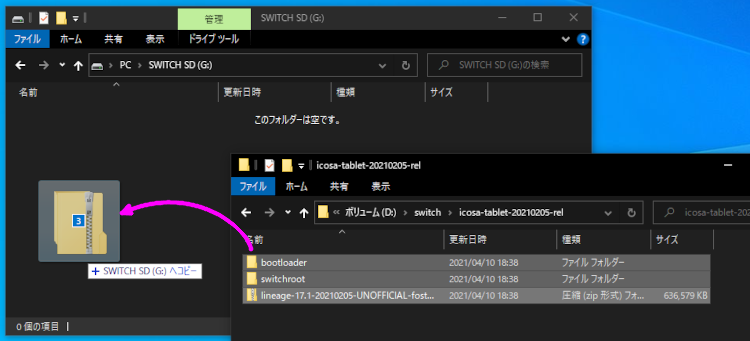 管理
SWITCH SD (G:)
ファイル ホーム 共有 表示 ドライブ ツール
PC SWITCH SD (G:)
SWITCH SD (G:)の検索
名前 更新日時 種類 サイズ
このフォルダーは空です。
3
SWITCH SD (G:) へコピー
0 個の項目
icosa-tablet-20210205-rel
ファイル ホーム 共有 表示
« ボリューム (D:) switch icosa-tablet-20210205-rel
icosa-tablet-202
名前 更新日時 種類 サイズ
bootloader 2021/04/10 18:38 ファイル フォルダー
switchroot 2021/04/10 18:38 ファイル フォルダー
lineage-17.1-20210205-UNOFFICIAL-fost... 2021/04/10 18:38 圧縮 (zip 形式) フォ... 636,579 KB